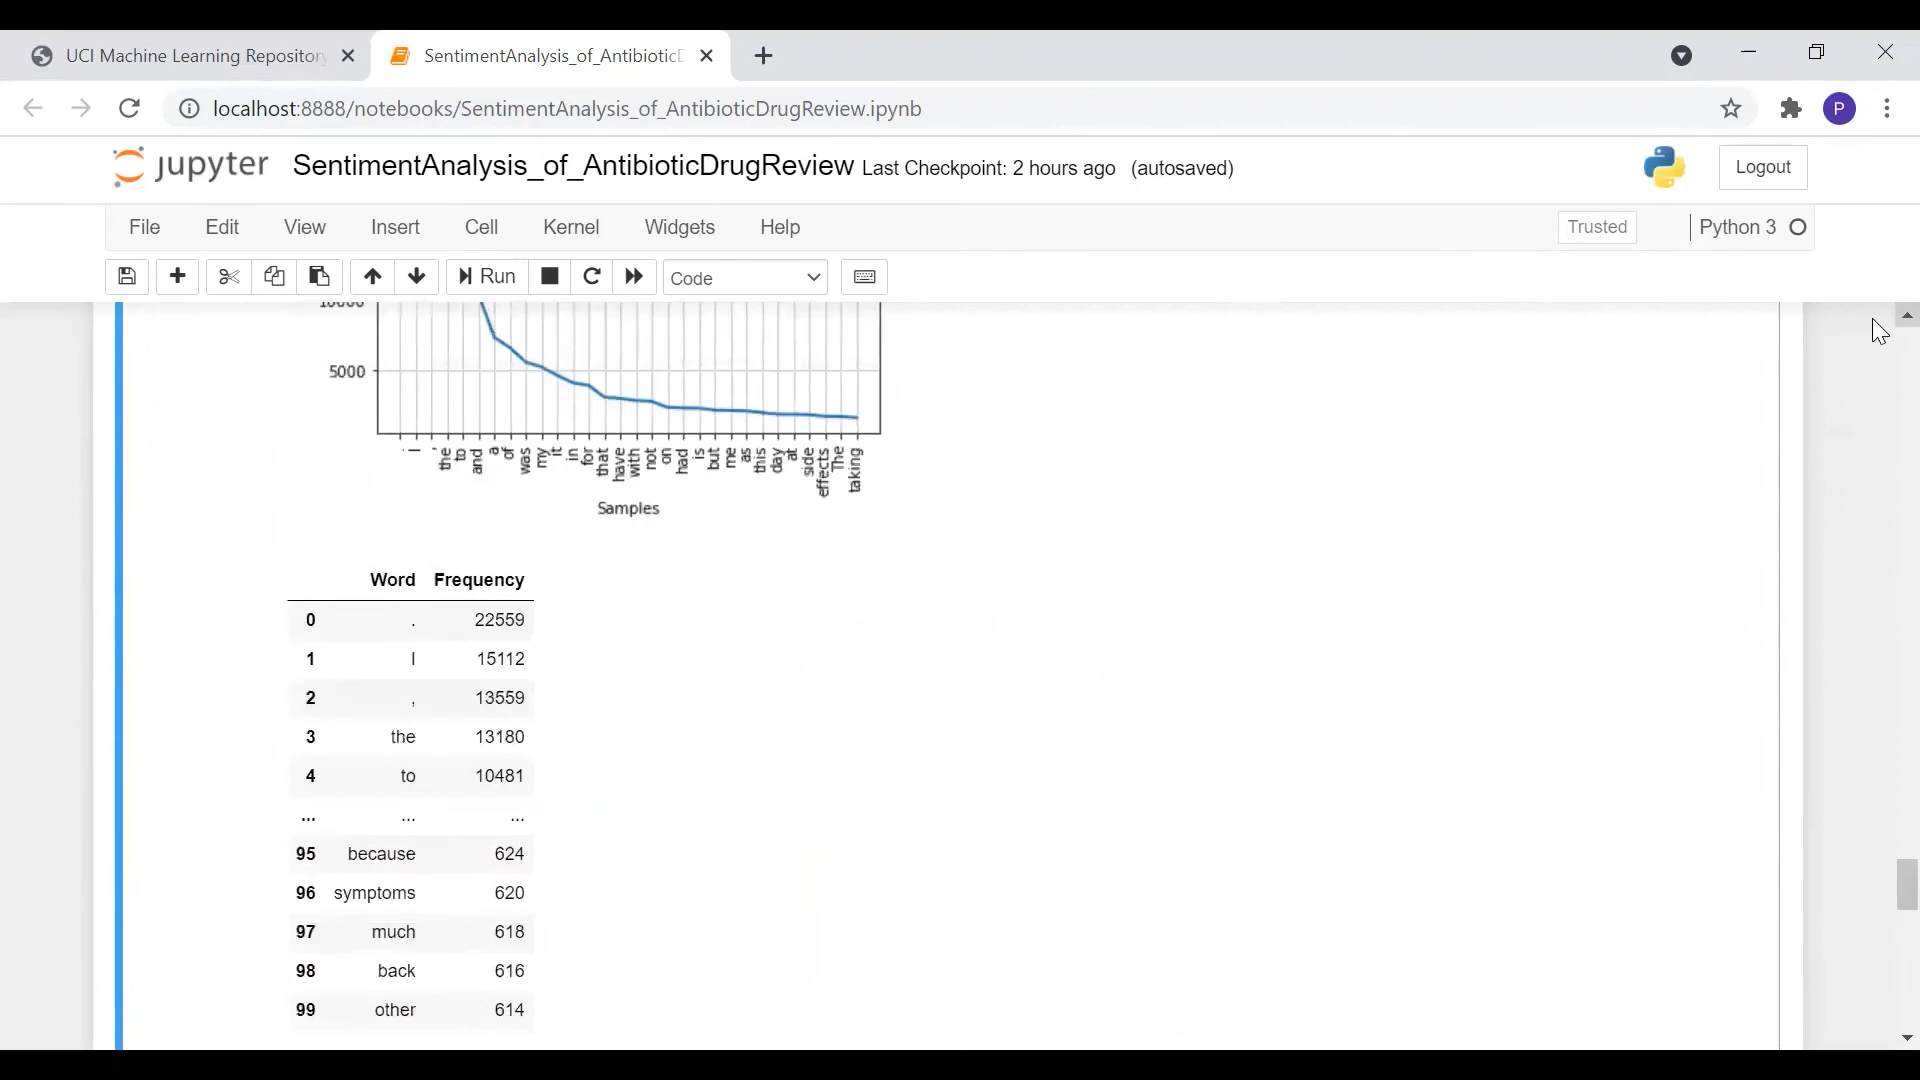 UCI Machine Learning Repository
SentimentAnalysis_of_AntibioticD
localhost:8888/notebooks/SentimentAnalysis_of_AntibioticDrugReview.ipynb
P
jupyter SentimentAnalysis_of_AntibioticDrugReview Last Checkpoint: 2 hours ago (autosaved)
Logout
File Edit View Insert Cell Kernel Widgets Help
Trusted
Python 3
Run
Code
10000
5000
. I , the to and a of was my it in for that have with not on had is but me as this day at side effects The taking
Samples
Word Frequency
0 . 22559
1 I 15112
2 , 13559
3 the 13180
4 to 10481
... ... ...
95 because 624
96 symptoms 620
97 much 618
98 back 616
99 other 614